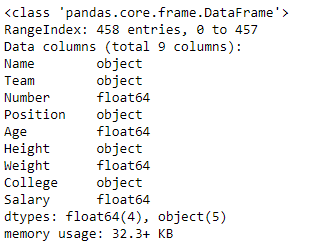 <class 'pandas.core.frame.DataFrame'>
RangeIndex: 458 entries, 0 to 457
Data columns (total 9 columns):
Name        object
Team        object
Number      float64
Position    object
Age         float64
Height      object
Weight      float64
College     object
Salary      float64
dtypes: float64(4), object(5)
memory usage: 32.3+ KB